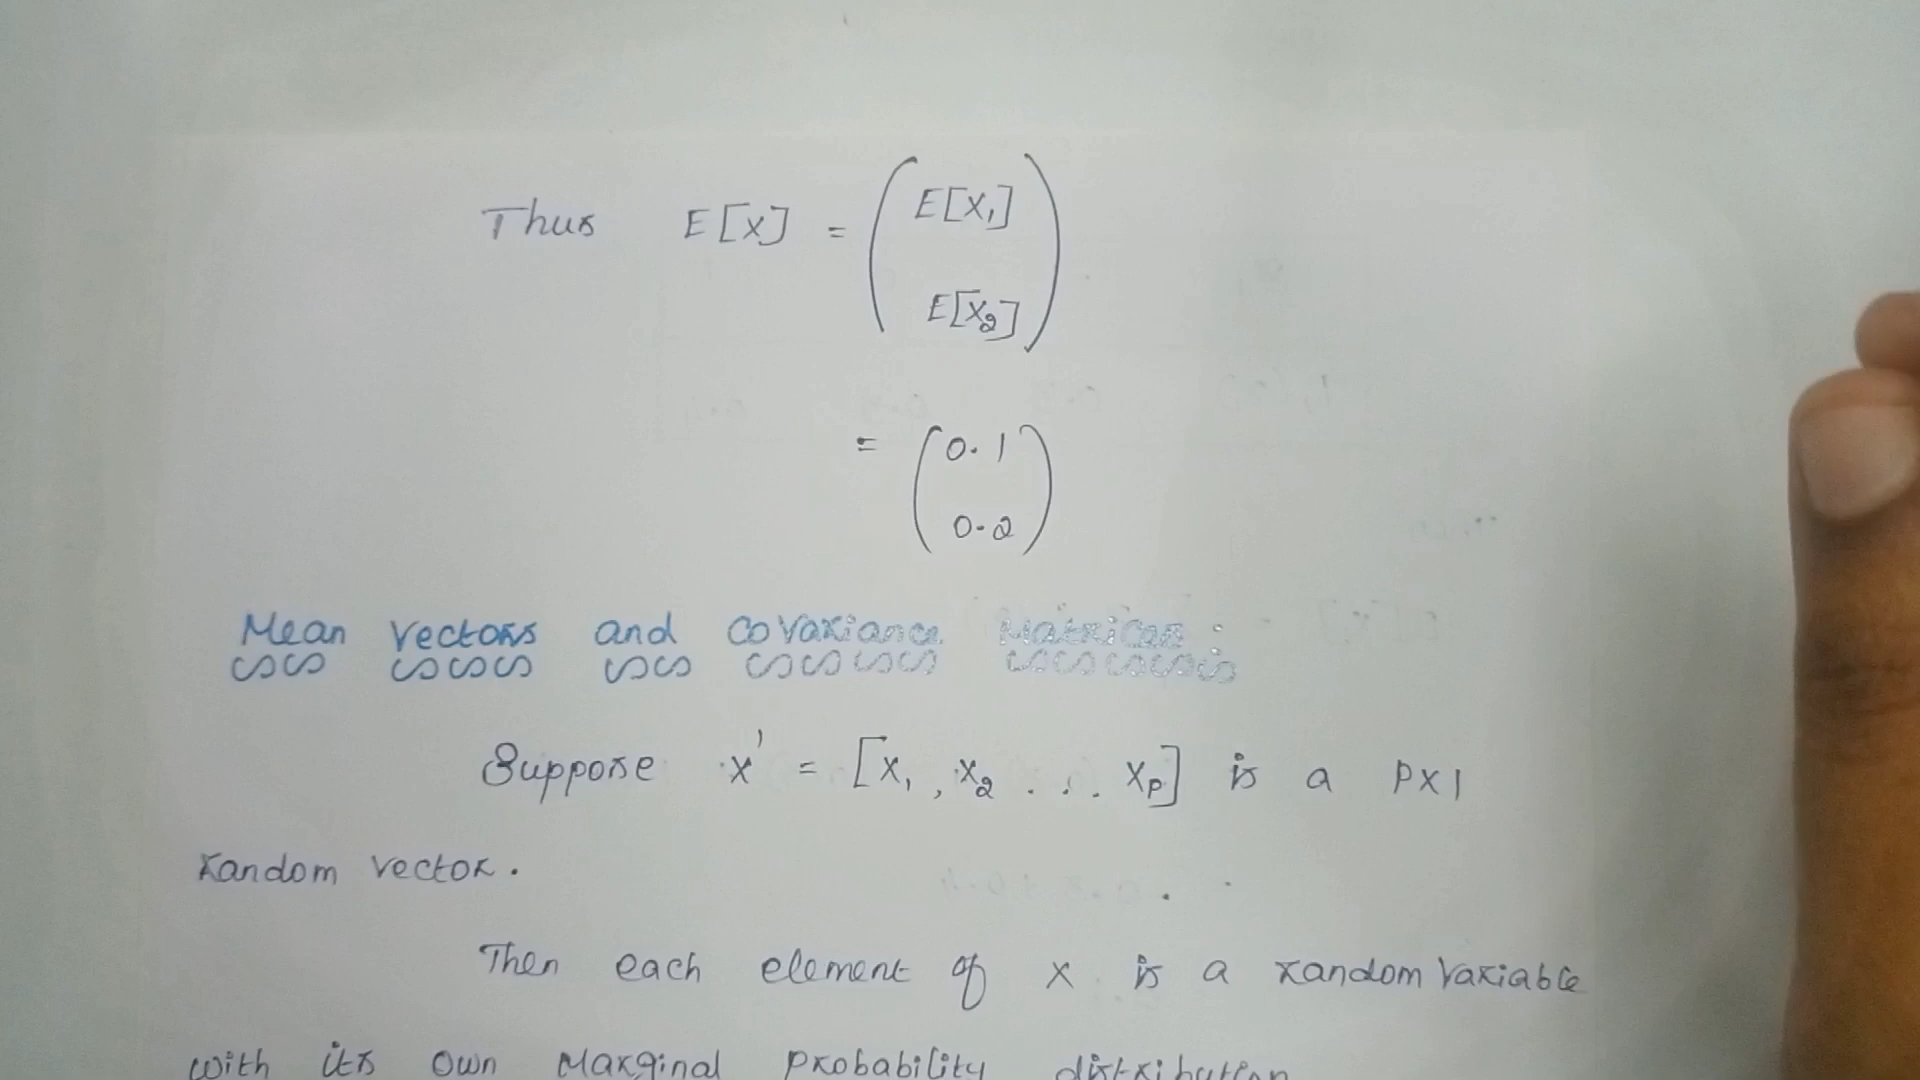 Thus E[X] = ( E[X₁]
E[X₂] )
= ( 0.1
0.2 )
Mean vectors and covariance Matrices :
Suppose X' = [X₁, X₂ . . . Xₚ] is a P×1
random vector.
Then each element of X is a random variable
with its own Marginal probability distribution